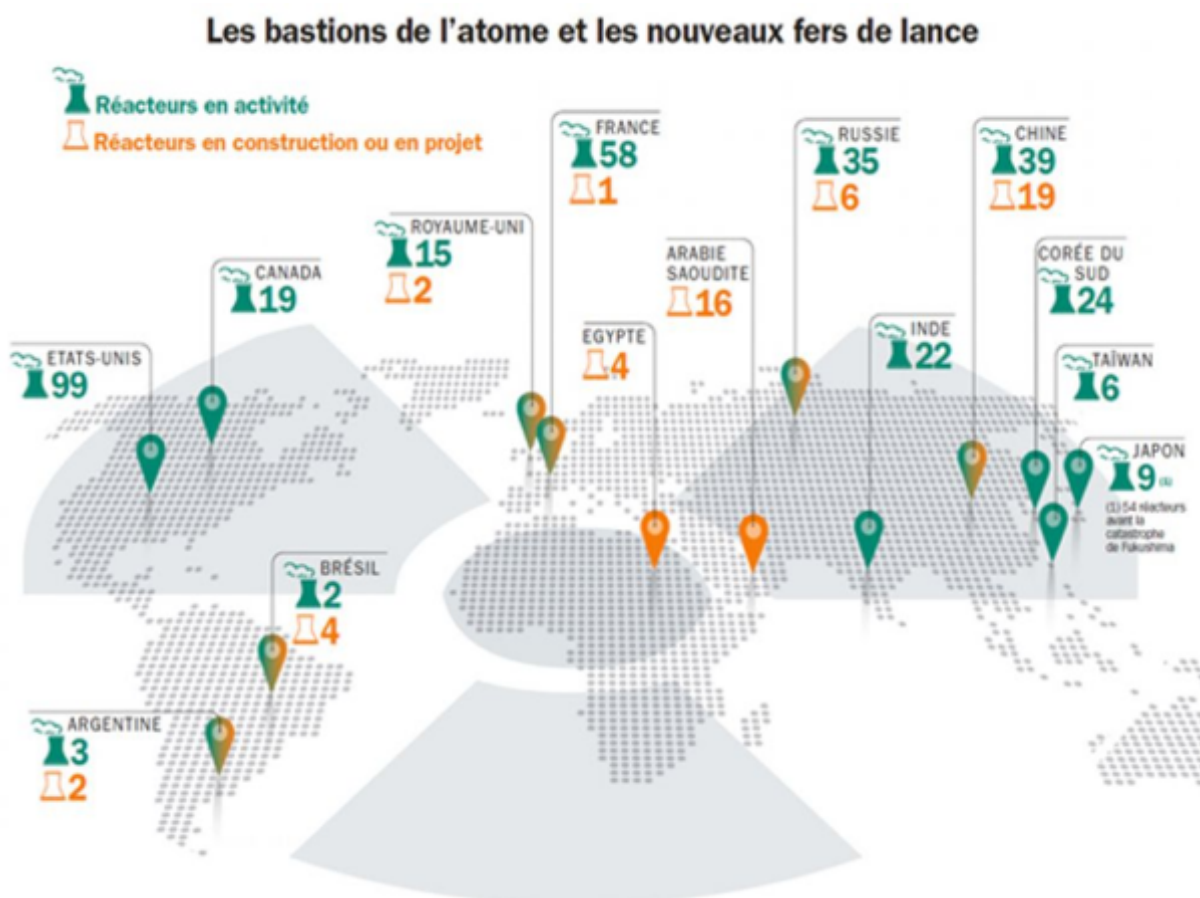 Les bastions de l'atome et les nouveaux fers de lance
Réacteurs en activité
Réacteurs en construction ou en projet
FRANCE
58
1
RUSSIE
35
6
CHINE
39
19
ROYAUME-UNI
15
2
CANADA
19
ARABIE
SAOUDITE
16
CORÉE DU
SUD
24
EGYPTE
4
INDE
22
ETATS-UNIS
99
TAÏWAN
6
JAPON
9 (1)
(1) 54 réacteurs
avant la
catastrophe
de Fukushima
BRÉSIL
2
4
ARGENTINE
3
2